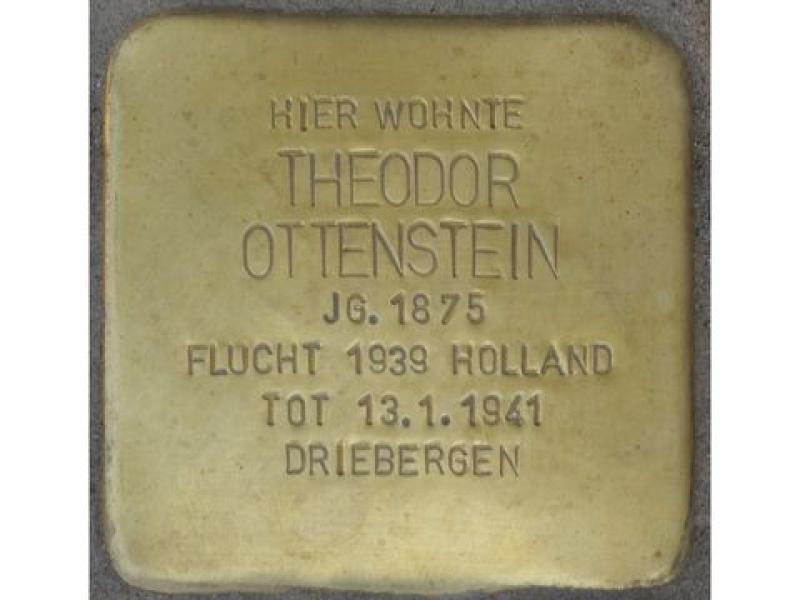 HIER WOHNTE
THEODOR
OTTENSTEIN
JG. 1875
FLUCHT 1939 HOLLAND
TOT 13.1.1941
DRIEBERGEN